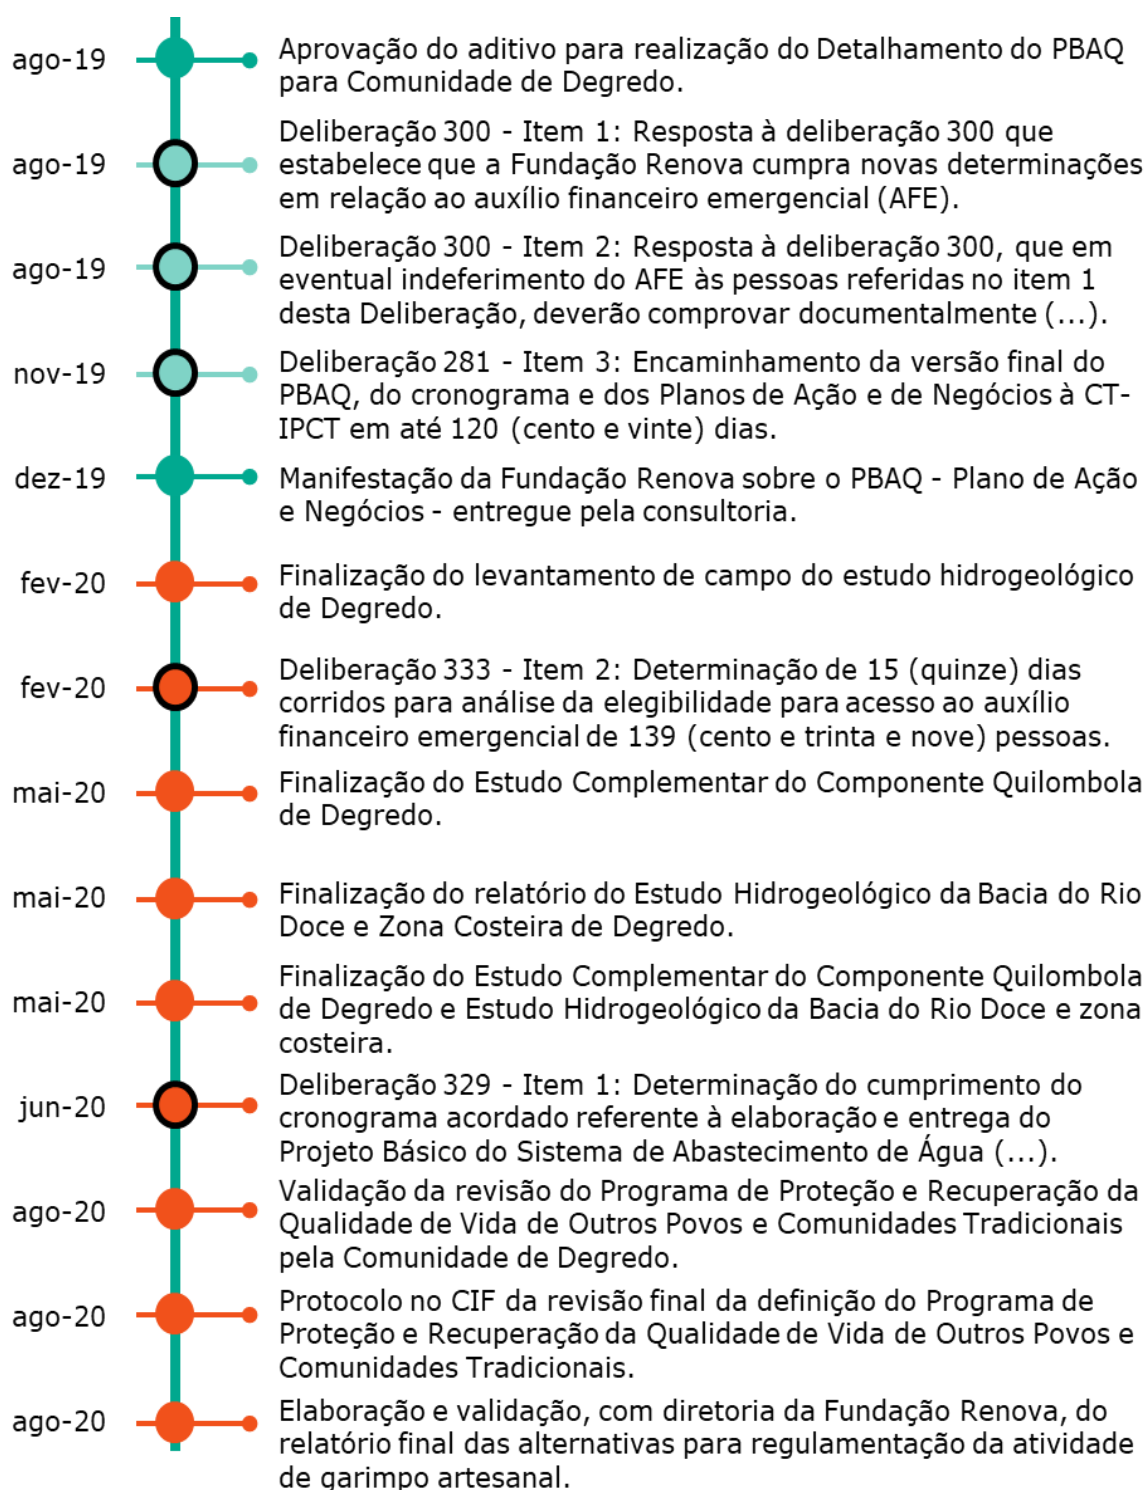 ago-19
Aprovação do aditivo para realização do Detalhamento do PBAQ
para Comunidade de Degredo.
ago-19
Deliberação 300 - Item 1: Resposta à deliberação 300 que
estabelece que a Fundação Renova cumpra novas determinações
em relação ao auxílio financeiro emergencial (AFE).
ago-19
Deliberação 300 - Item 2: Resposta à deliberação 300, que em
eventual indeferimento do AFE às pessoas referidas no item 1
desta Deliberação, deverão comprovar documentalmente (...).
nov-19
Deliberação 281 - Item 3: Encaminhamento da versão final do
PBAQ, do cronograma e dos Planos de Ação e de Negócios à CT-
IPCT em até 120 (cento e vinte) dias.
dez-19
Manifestação da Fundação Renova sobre o PBAQ - Plano de Ação
e Negócios - entregue pela consultoria.
fev-20
Finalização do levantamento de campo do estudo hidrogeológico
de Degredo.
fev-20
Deliberação 333 - Item 2: Determinação de 15 (quinze) dias
corridos para análise da elegibilidade para acesso ao auxílio
financeiro emergencial de 139 (cento e trinta e nove) pessoas.
mai-20
Finalização do Estudo Complementar do Componente Quilombola
de Degredo.
mai-20
Finalização do relatório do Estudo Hidrogeológico da Bacia do Rio
Doce e Zona Costeira de Degredo.
mai-20
Finalização do Estudo Complementar do Componente Quilombola
de Degredo e Estudo Hidrogeológico da Bacia do Rio Doce e zona
costeira.
jun-20
Deliberação 329 - Item 1: Determinação do cumprimento do
cronograma acordado referente à elaboração e entrega do
Projeto Básico do Sistema de Abastecimento de Água (...).
ago-20
Validação da revisão do Programa de Proteção e Recuperação da
Qualidade de Vida de Outros Povos e Comunidades Tradicionais
pela Comunidade de Degredo.
ago-20
Protocolo no CIF da revisão final da definição do Programa de
Proteção e Recuperação da Qualidade de Vida de Outros Povos e
Comunidades Tradicionais.
ago-20
Elaboração e validação, com diretoria da Fundação Renova, do
relatório final das alternativas para regulamentação da atividade
de garimpo artesanal.